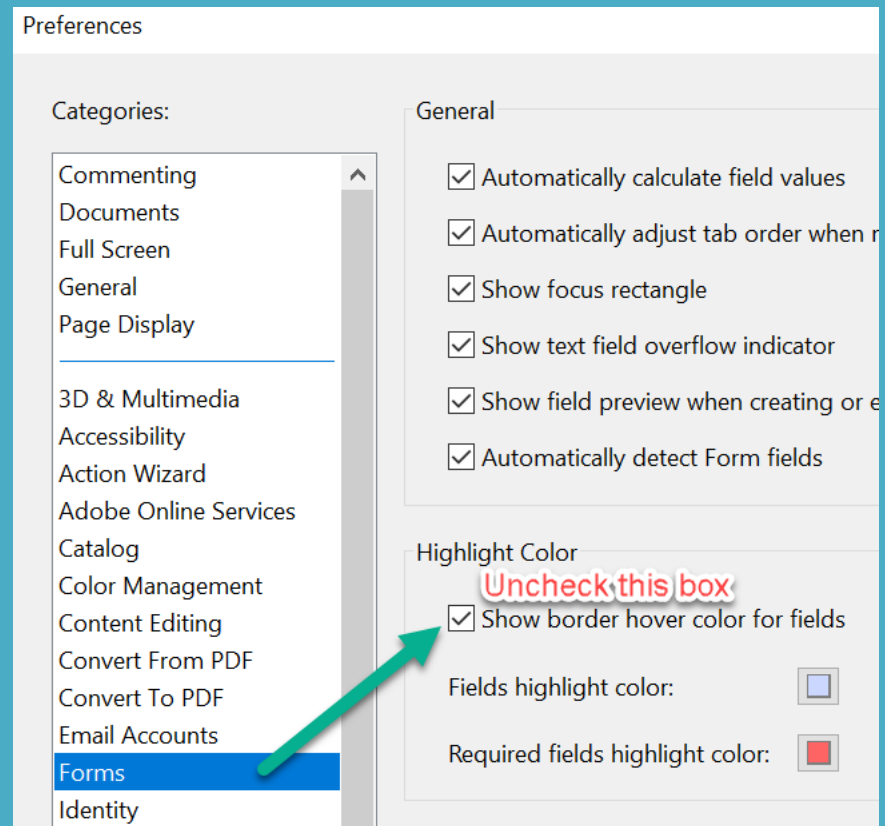 Preferences
Categories:
Commenting
Documents
Full Screen
General
Page Display
3D & Multimedia
Accessibility
Action Wizard
Adobe Online Services
Catalog
Color Management
Content Editing
Convert From PDF
Convert To PDF
Email Accounts
Forms
Identity
General
Automatically calculate field values
Automatically adjust tab order when
Show focus rectangle
Show text field overflow indicator
Show field preview when creating or
Automatically detect Form fields
Highlight Color
Uncheck this box
Show border hover color for fields
Fields highlight color:
Required fields highlight color: